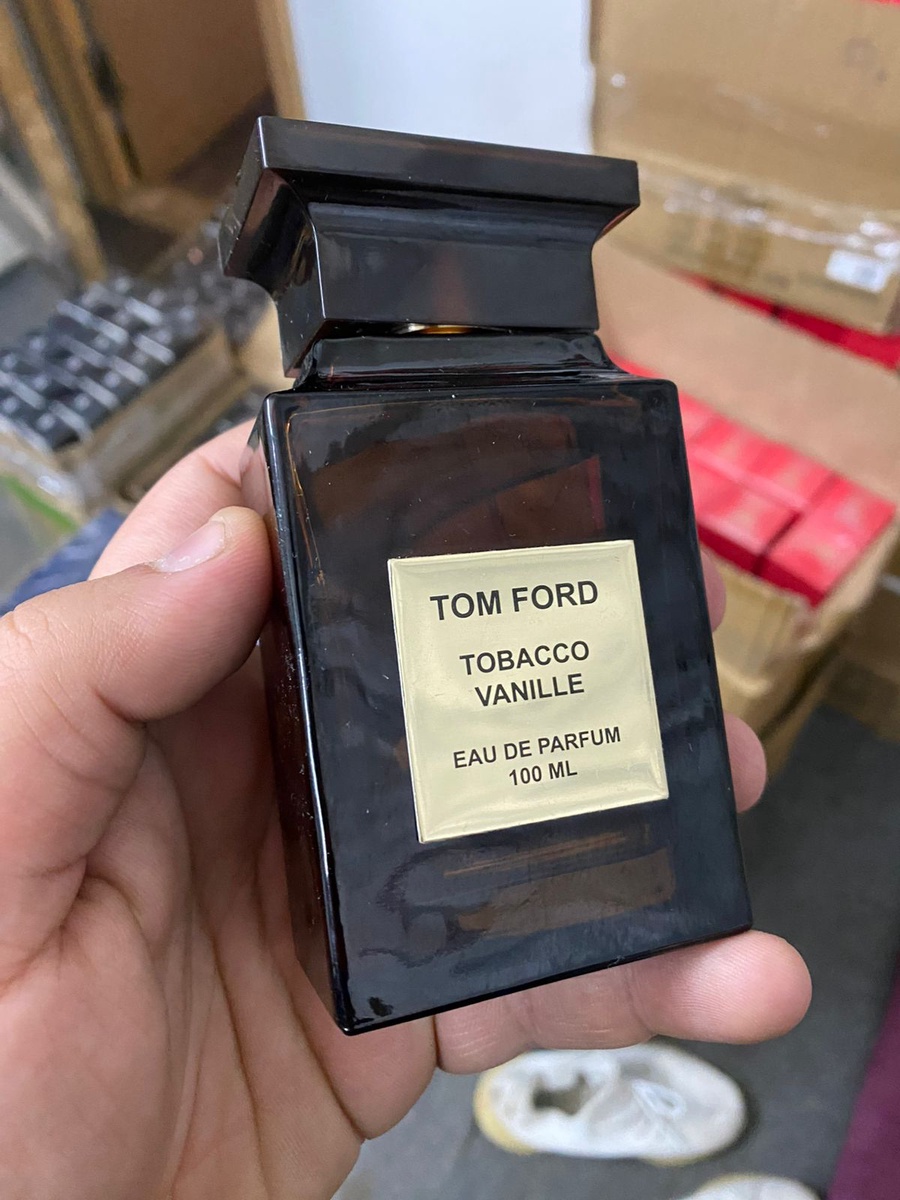 TOM FORD
TOBACCO
VANILLE
EAU DE PARFUM
100 ML